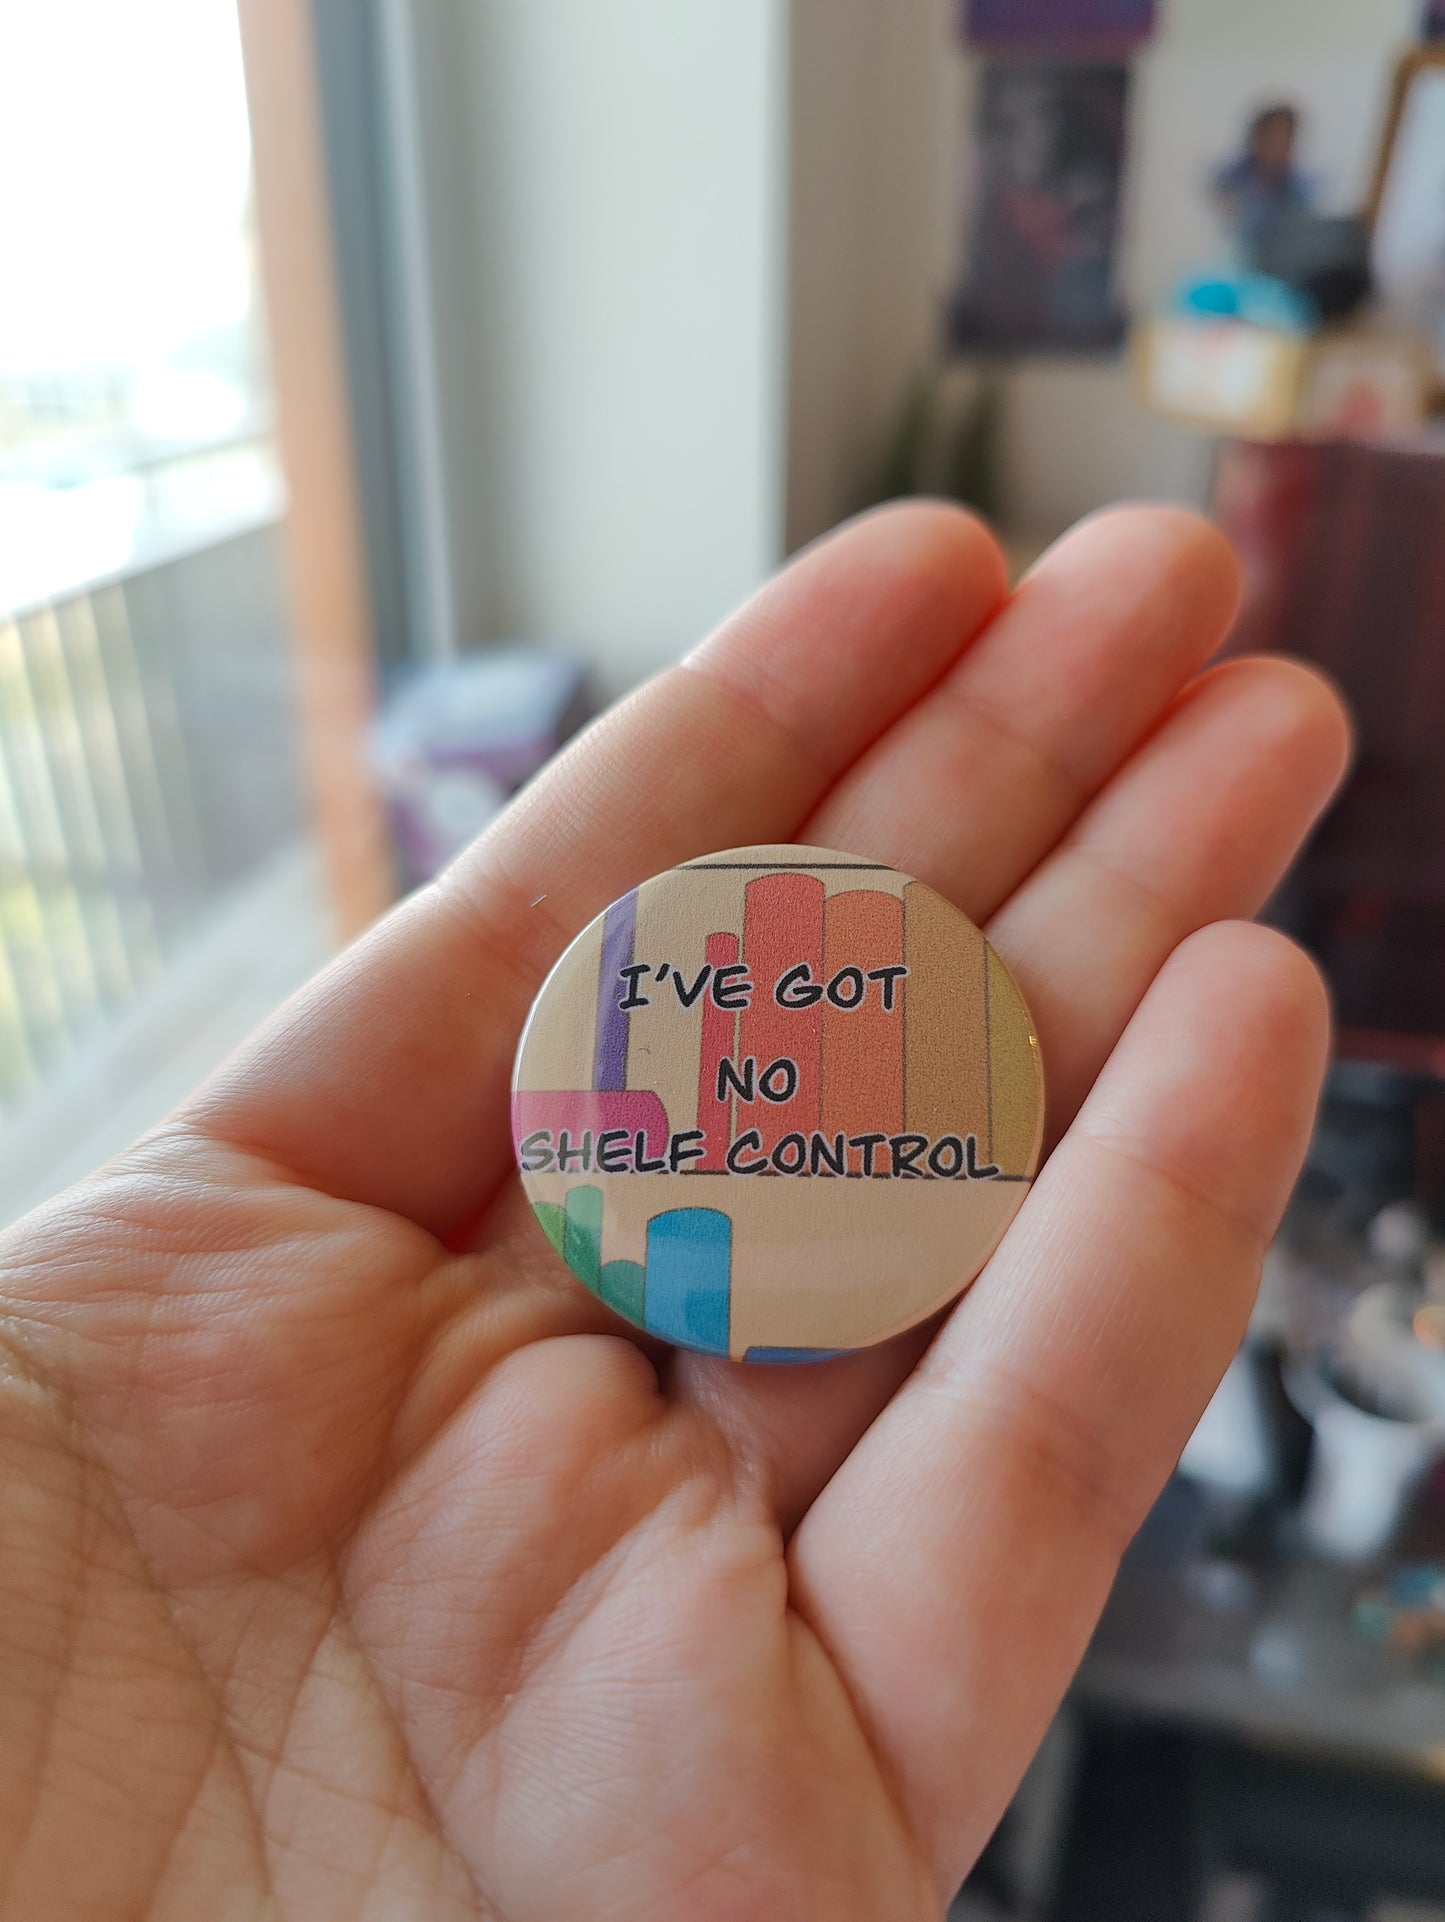 I'VE GOT
NO
SHELF CONTROL